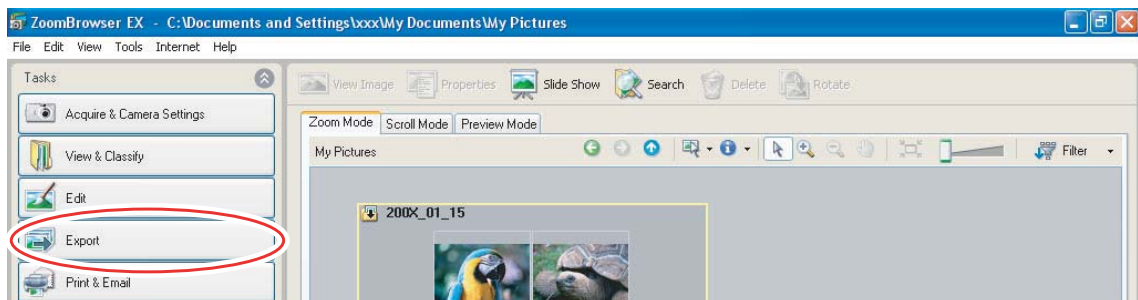 ZoomBrowser EX - C:\Documents and Settings\xxx\My Documents\My Pictures
File Edit View Tools Internet Help
Tasks
View Image Properties Slide Show Search Delete Rotate
Acquire & Camera Settings
Zoom Mode Scroll Mode Preview Mode
View & Classify
My Pictures
Filter
Edit
200X_01_15
Export
Print & Email